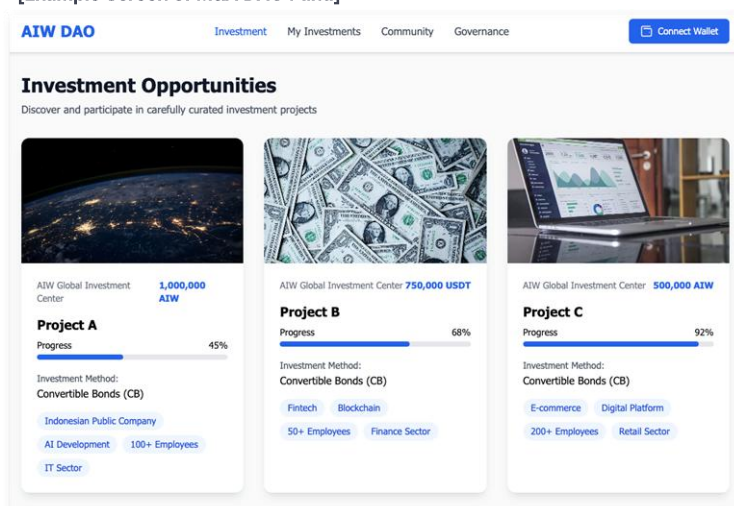 AIW DAO
Investment
My Investments
Community
Governance
Connect Wallet
Investment Opportunities
Discover and participate in carefully curated investment projects
AIW Global Investment
Center
1,000,000
AIW
Project A
Progress
45%
Investment Method:
Convertible Bonds (CB)
Indonesian Public Company
AI Development
100+ Employees
IT Sector
AIW Global Investment Center
750,000 USDT
Project B
Progress
68%
Investment Method:
Convertible Bonds (CB)
Fintech
Blockchain
50+ Employees
Finance Sector
AIW Global Investment Center
500,000 AIW
Project C
Progress
92%
Investment Method:
Convertible Bonds (CB)
E-commerce
Digital Platform
200+ Employees
Retail Sector